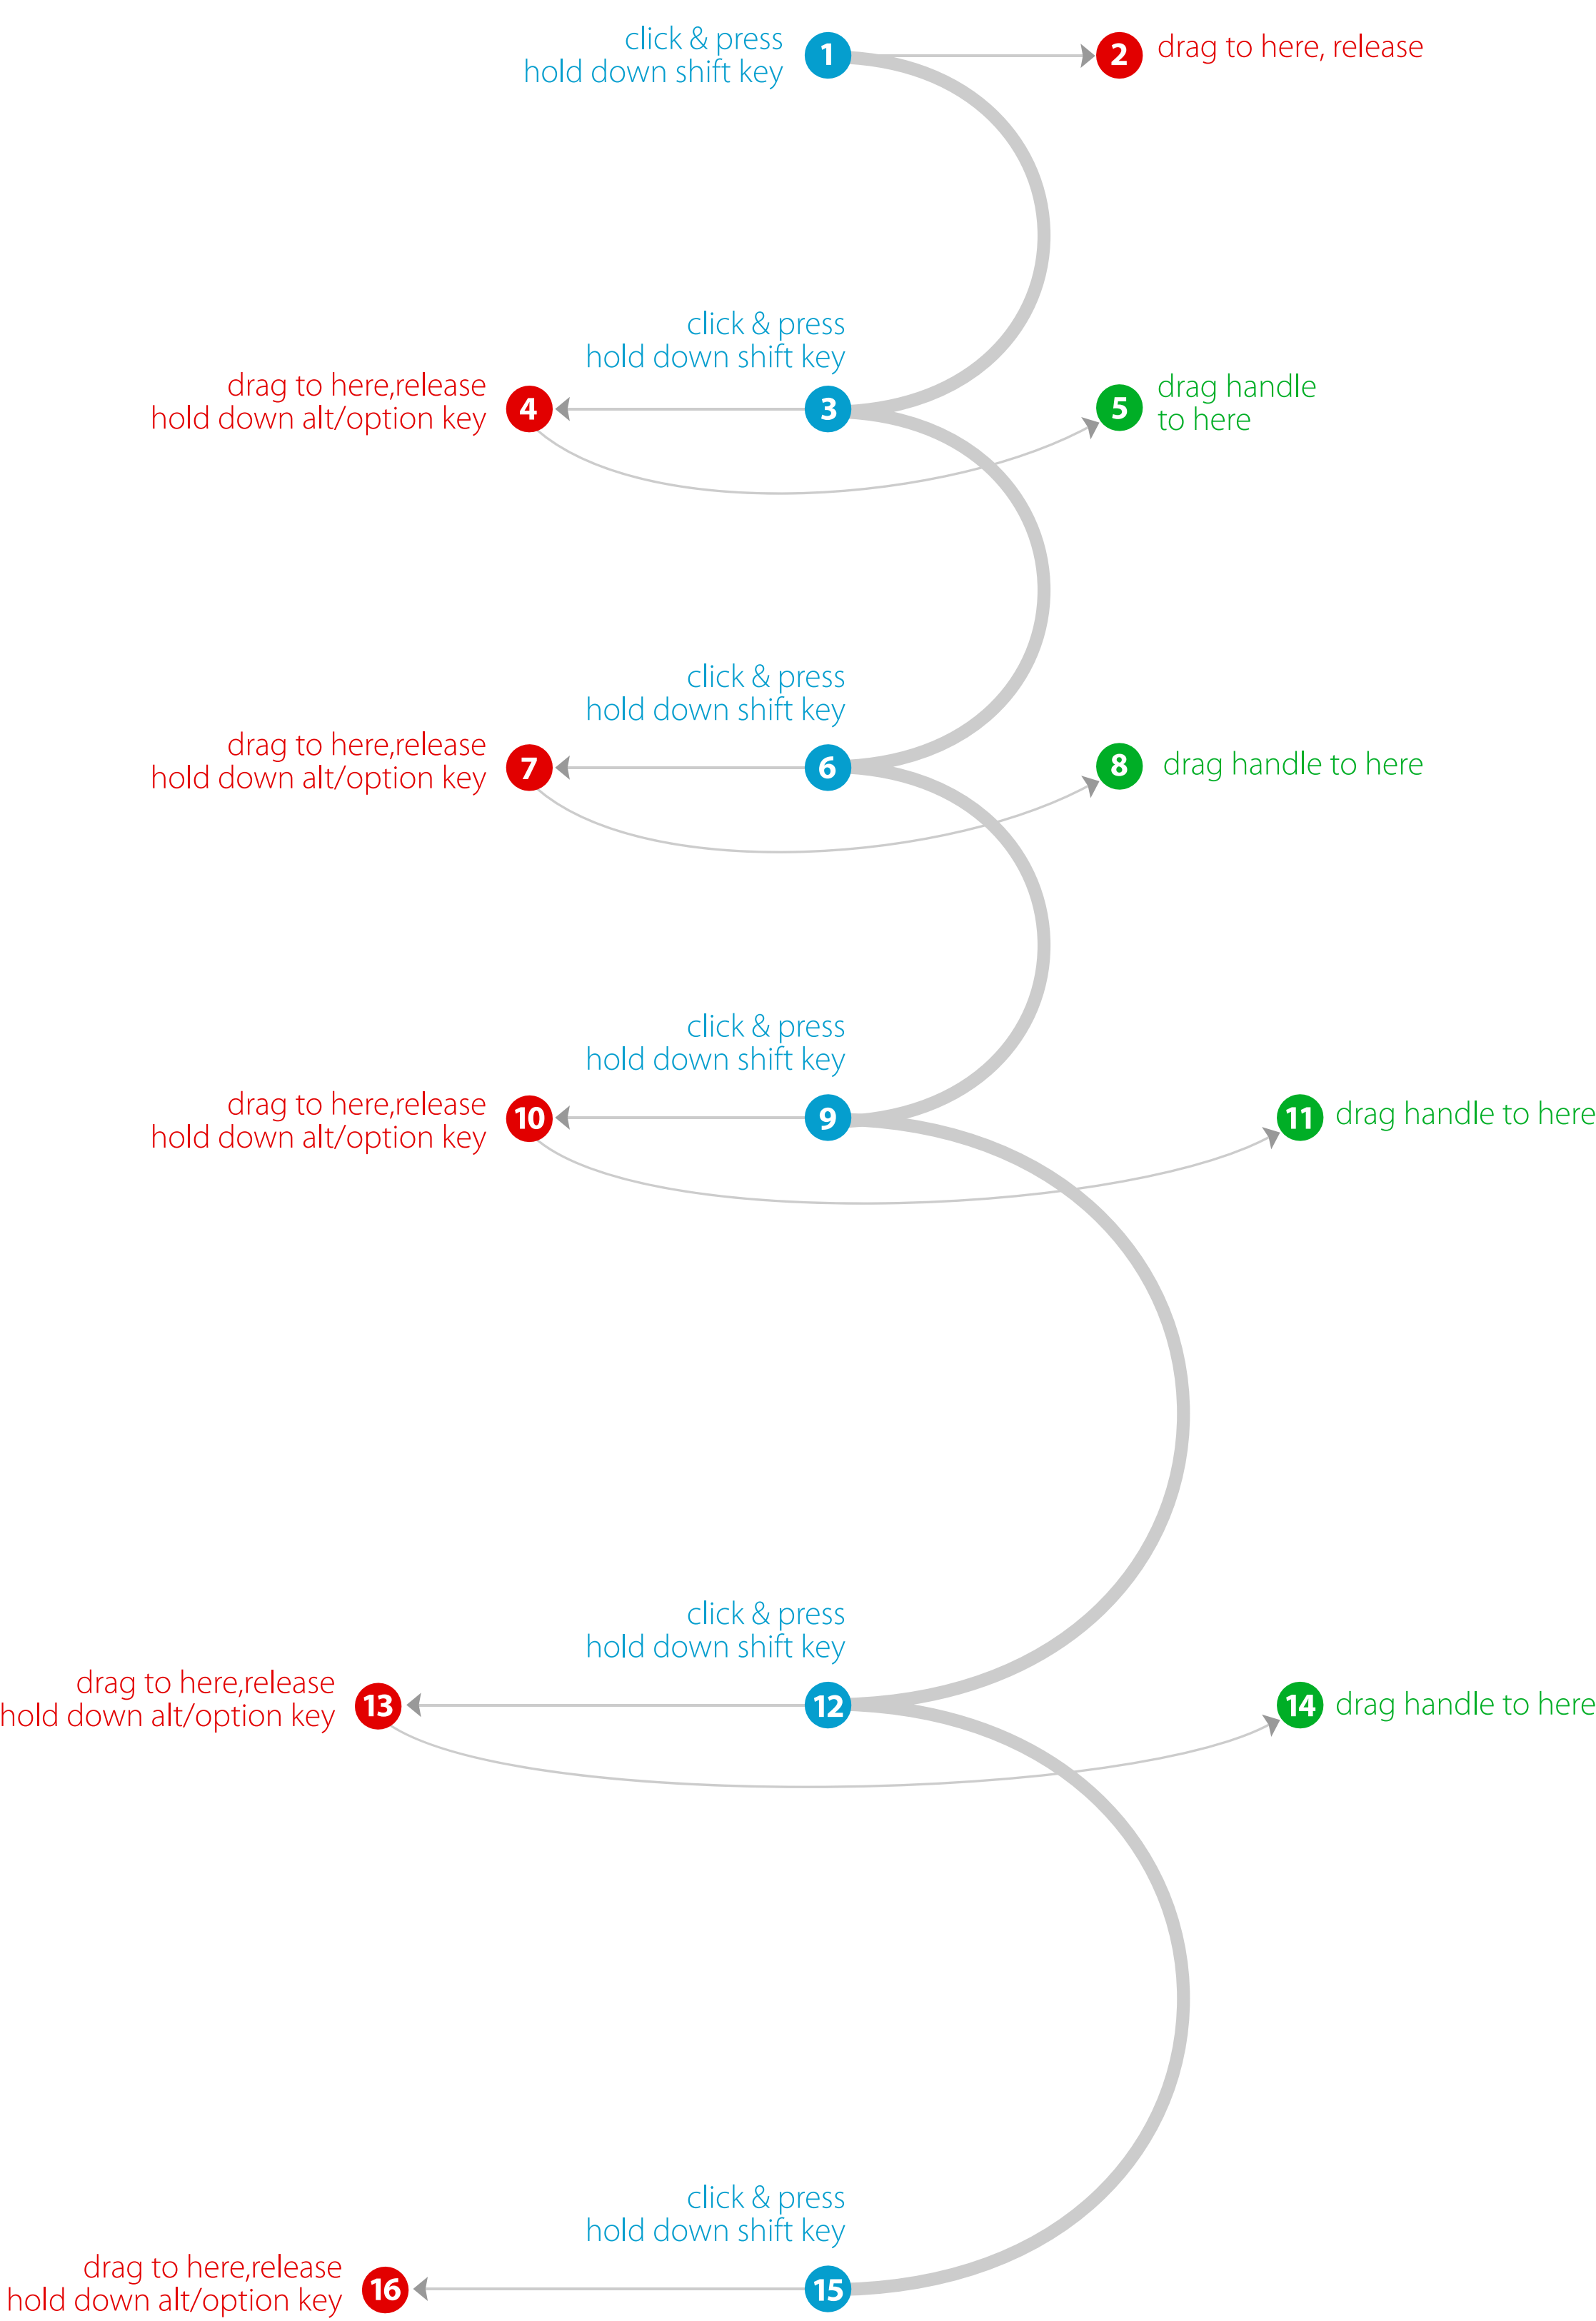 click & press
hold down shift key
1
2
drag to here, release
click & press
hold down shift key
drag to here,release
hold down alt/option key
4
3
5
drag handle
to here
click & press
hold down shift key
drag to here,release
hold down alt/option key
7
6
8
drag handle to here
click & press
hold down shift key
drag to here,release
hold down alt/option key
10
9
11
drag handle to here
click & press
hold down shift key
drag to here,release
hold down alt/option key
13
12
14
drag handle to here
click & press
hold down shift key
drag to here,release
hold down alt/option key
16
15